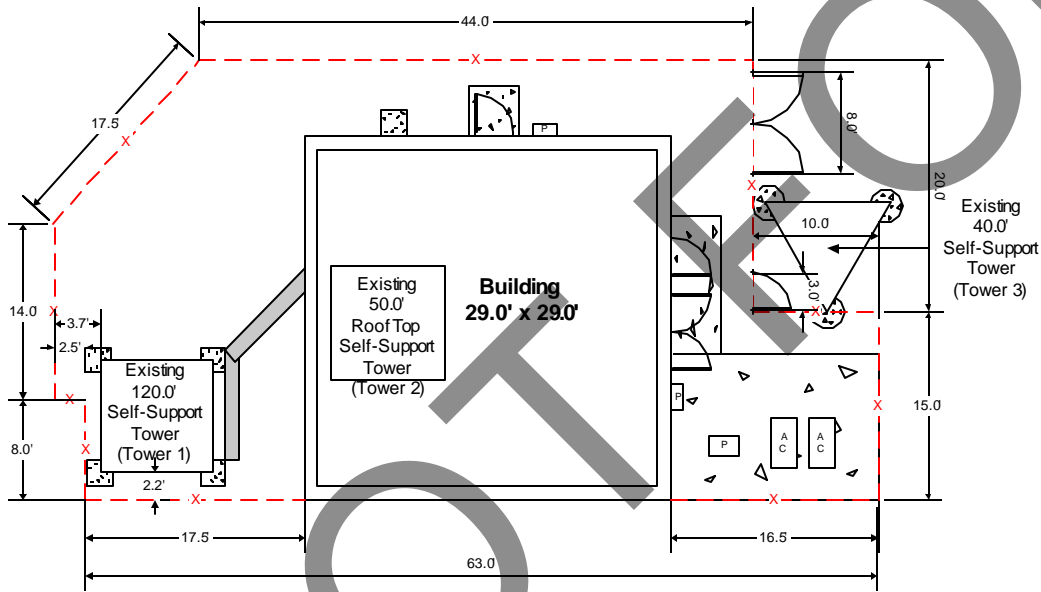 44.0'
X
17.5'
X
P
8.0'
20.0'
X
Existing
40.0'
Self-Support
Tower
(Tower 3)
10.0'
14.0'
X
3.7'
2.5'
Existing
50.0'
Roof Top
Self-Support
Tower
(Tower 2)
Building
29.0' x 29.0'
3.0'
X
Existing
120.0'
Self-Support
Tower
(Tower 1)
X
P
X
15.0'
8.0'
X
P
A
C
A
C
2.2'
X
X
17.5'
16.5'
63.0'